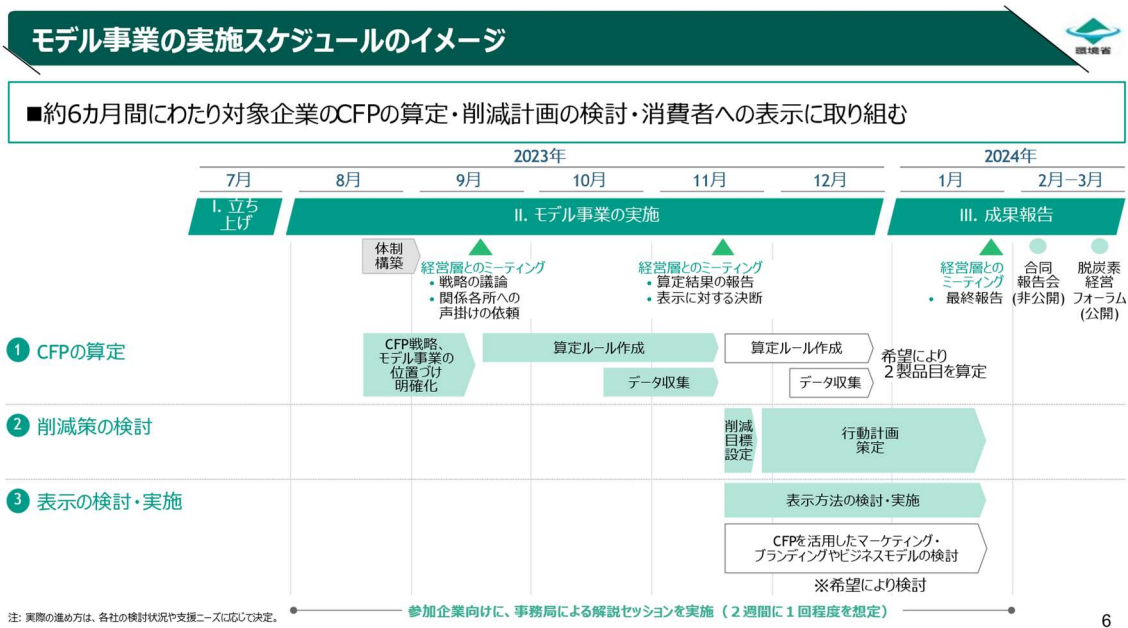 モデル事業の実施スケジュールのイメージ
環境省
■約6カ月間にわたり対象企業のCFPの算定・削減計画の検討・消費者への表示に取り組む
2023年
2024年
7月
8月
9月
10月
11月
12月
1月
2月－3月
I. 立ち
上げ
II. モデル事業の実施
III. 成果報告
体制
構築
経営層とのミーティング
• 戦略の議論
• 関係各所への
声掛けの依頼
経営層とのミーティング
• 算定結果の報告
• 表示に対する決断
経営層との
ミーティング
• 最終報告
合同
報告会
(非公開)
脱炭素
経営
フォーラム
(公開)
1 CFPの算定
CFP戦略、
モデル事業の
位置づけ
明確化
算定ルール作成
データ収集
算定ルール作成
データ収集
希望により
２製品目を算定
2 削減策の検討
削減
目標
設定
行動計画
策定
3 表示の検討・実施
表示方法の検討・実施
CFPを活用したマーケティング・
ブランディングやビジネスモデルの検討
※希望により検討
参加企業向けに、事務局による解説セッションを実施（２週間に１回程度を想定）
注: 実際の進め方は、各社の検討状況や支援ニーズに応じて決定。
6